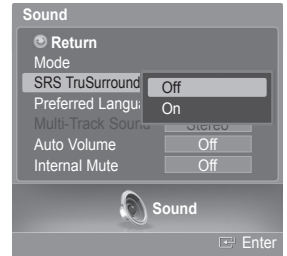 Sound
Return
Mode
SRS TruSurround
Off
On
Preferred
Multi-Track Sound Stereo
Auto Volume Off
Internal Mute Off
Sound
Enter